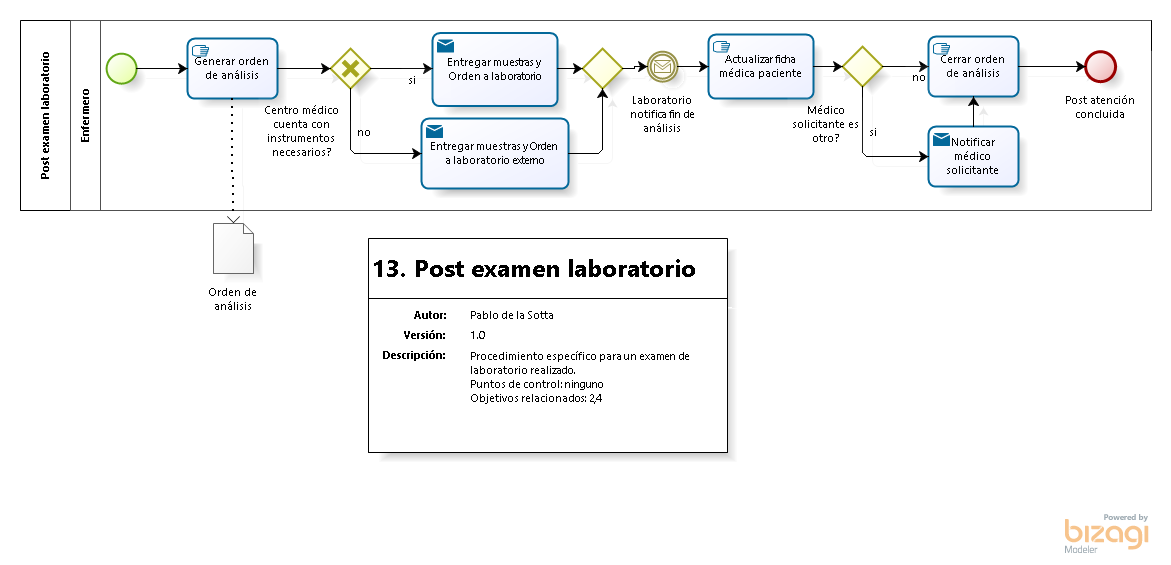 Post examen laboratorio
Enfermero
Generar orden
de análisis
Centro médico
cuenta con
instrumentos
necesarios?
si
no
Entregar muestras y
Orden a laboratorio
Entregar muestras y Orden
a laboratorio externo
Laboratorio
notifica fin de
análisis
Actualizar ficha
médica paciente
Médico
solicitante es
otro?
no
si
Cerrar orden
de análisis
Notificar
médico
solicitante
Post atención
concluida
Orden de
análisis
13. Post examen laboratorio
Autor: Pablo de la Sotta
Versión: 1.0
Descripción: Procedimiento específico para un examen de
laboratorio realizado.
Puntos de control: ninguno
Objetivos relacionados: 2,4
Powered by
bizagi
Modeler